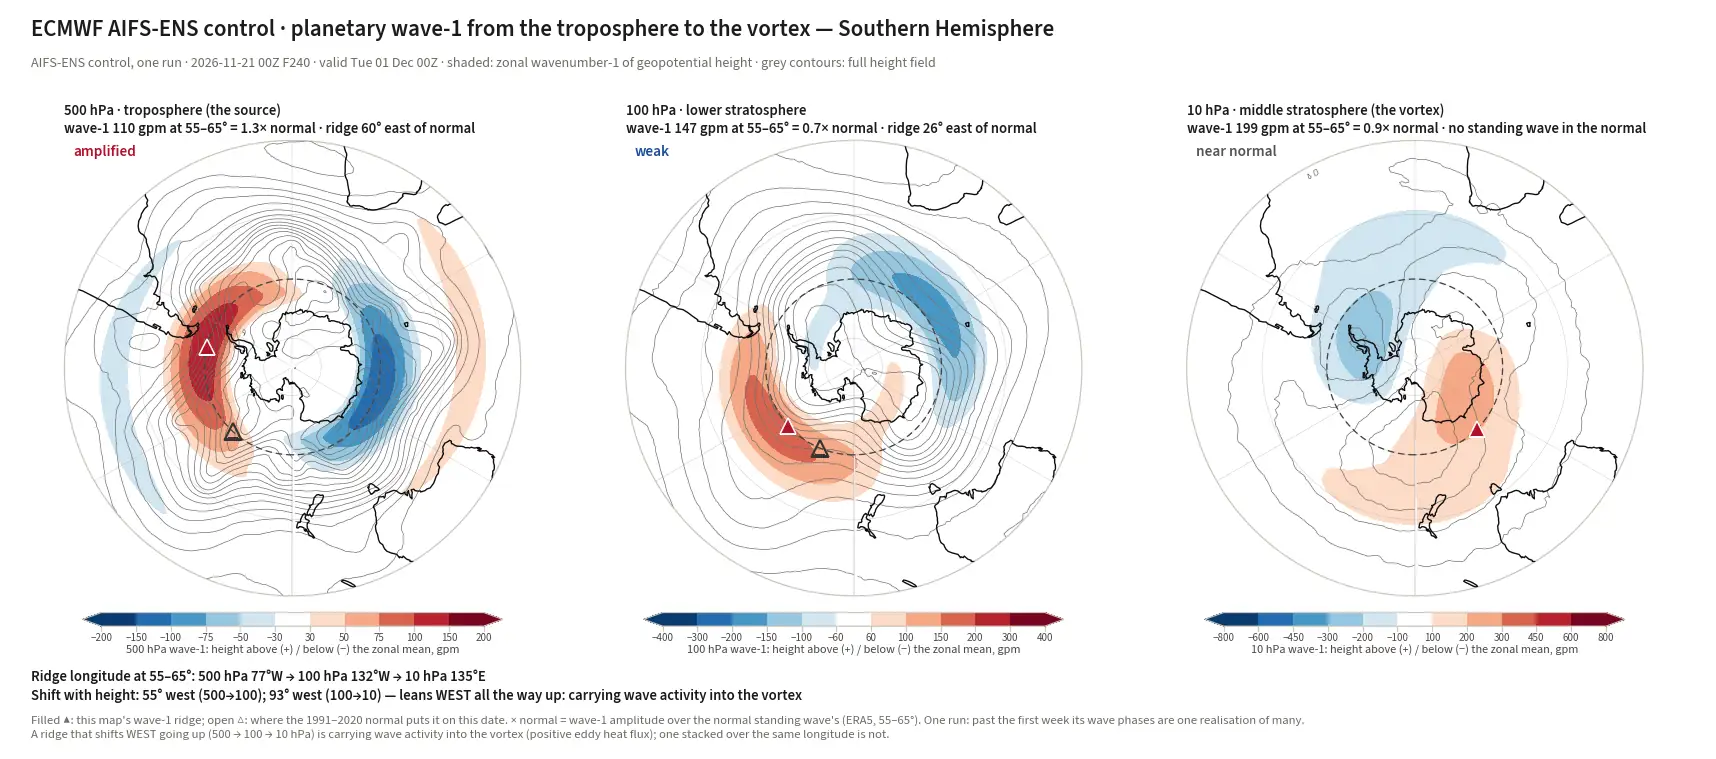 ECMWF AIFS-ENS control · planetary wave-1 from the troposphere to the vortex — Southern Hemisphere
AIFS-ENS control, one run · 2026-11-21 00Z F240 · valid Tue 01 Dec 00Z · shaded: zonal wavenumber-1 of geopotential height · grey contours: full height field
500 hPa · troposphere (the source)
wave-1 110 gpm at 55–65° = 1.3× normal · ridge 60° east of normal
amplified
100 hPa · lower stratosphere
wave-1 147 gpm at 55–65° = 0.7× normal · ridge 26° east of normal
weak
10 hPa · middle stratosphere (the vortex)
wave-1 199 gpm at 55–65° = 0.9× normal · no standing wave in the normal
near normal
−200 −150 −100 −75 −50 −30 30 50 75 100 150 200
500 hPa wave-1: height above (+) / below (−) the zonal mean, gpm
−400 −300 −200 −150 −100 −60 60 100 150 200 300 400
100 hPa wave-1: height above (+) / below (−) the zonal mean, gpm
−800 −600 −450 −300 −200 −100 100 200 300 450 600 800
10 hPa wave-1: height above (+) / below (−) the zonal mean, gpm
Ridge longitude at 55–65°: 500 hPa 77°W → 100 hPa 132°W → 10 hPa 135°E
Shift with height: 55° west (500→100); 93° west (100→10) — leans WEST all the way up: carrying wave activity into the vortex
Filled ▲: this map's wave-1 ridge; open △: where the 1991–2020 normal puts it on this date. × normal = wave-1 amplitude over the normal standing wave's (ERA5, 55–65°). One run: past the first week its wave phases are one realisation of many.
A ridge that shifts WEST going up (500 → 100 → 10 hPa) is carrying wave activity into the vortex (positive eddy heat flux); one stacked over the same longitude is not.